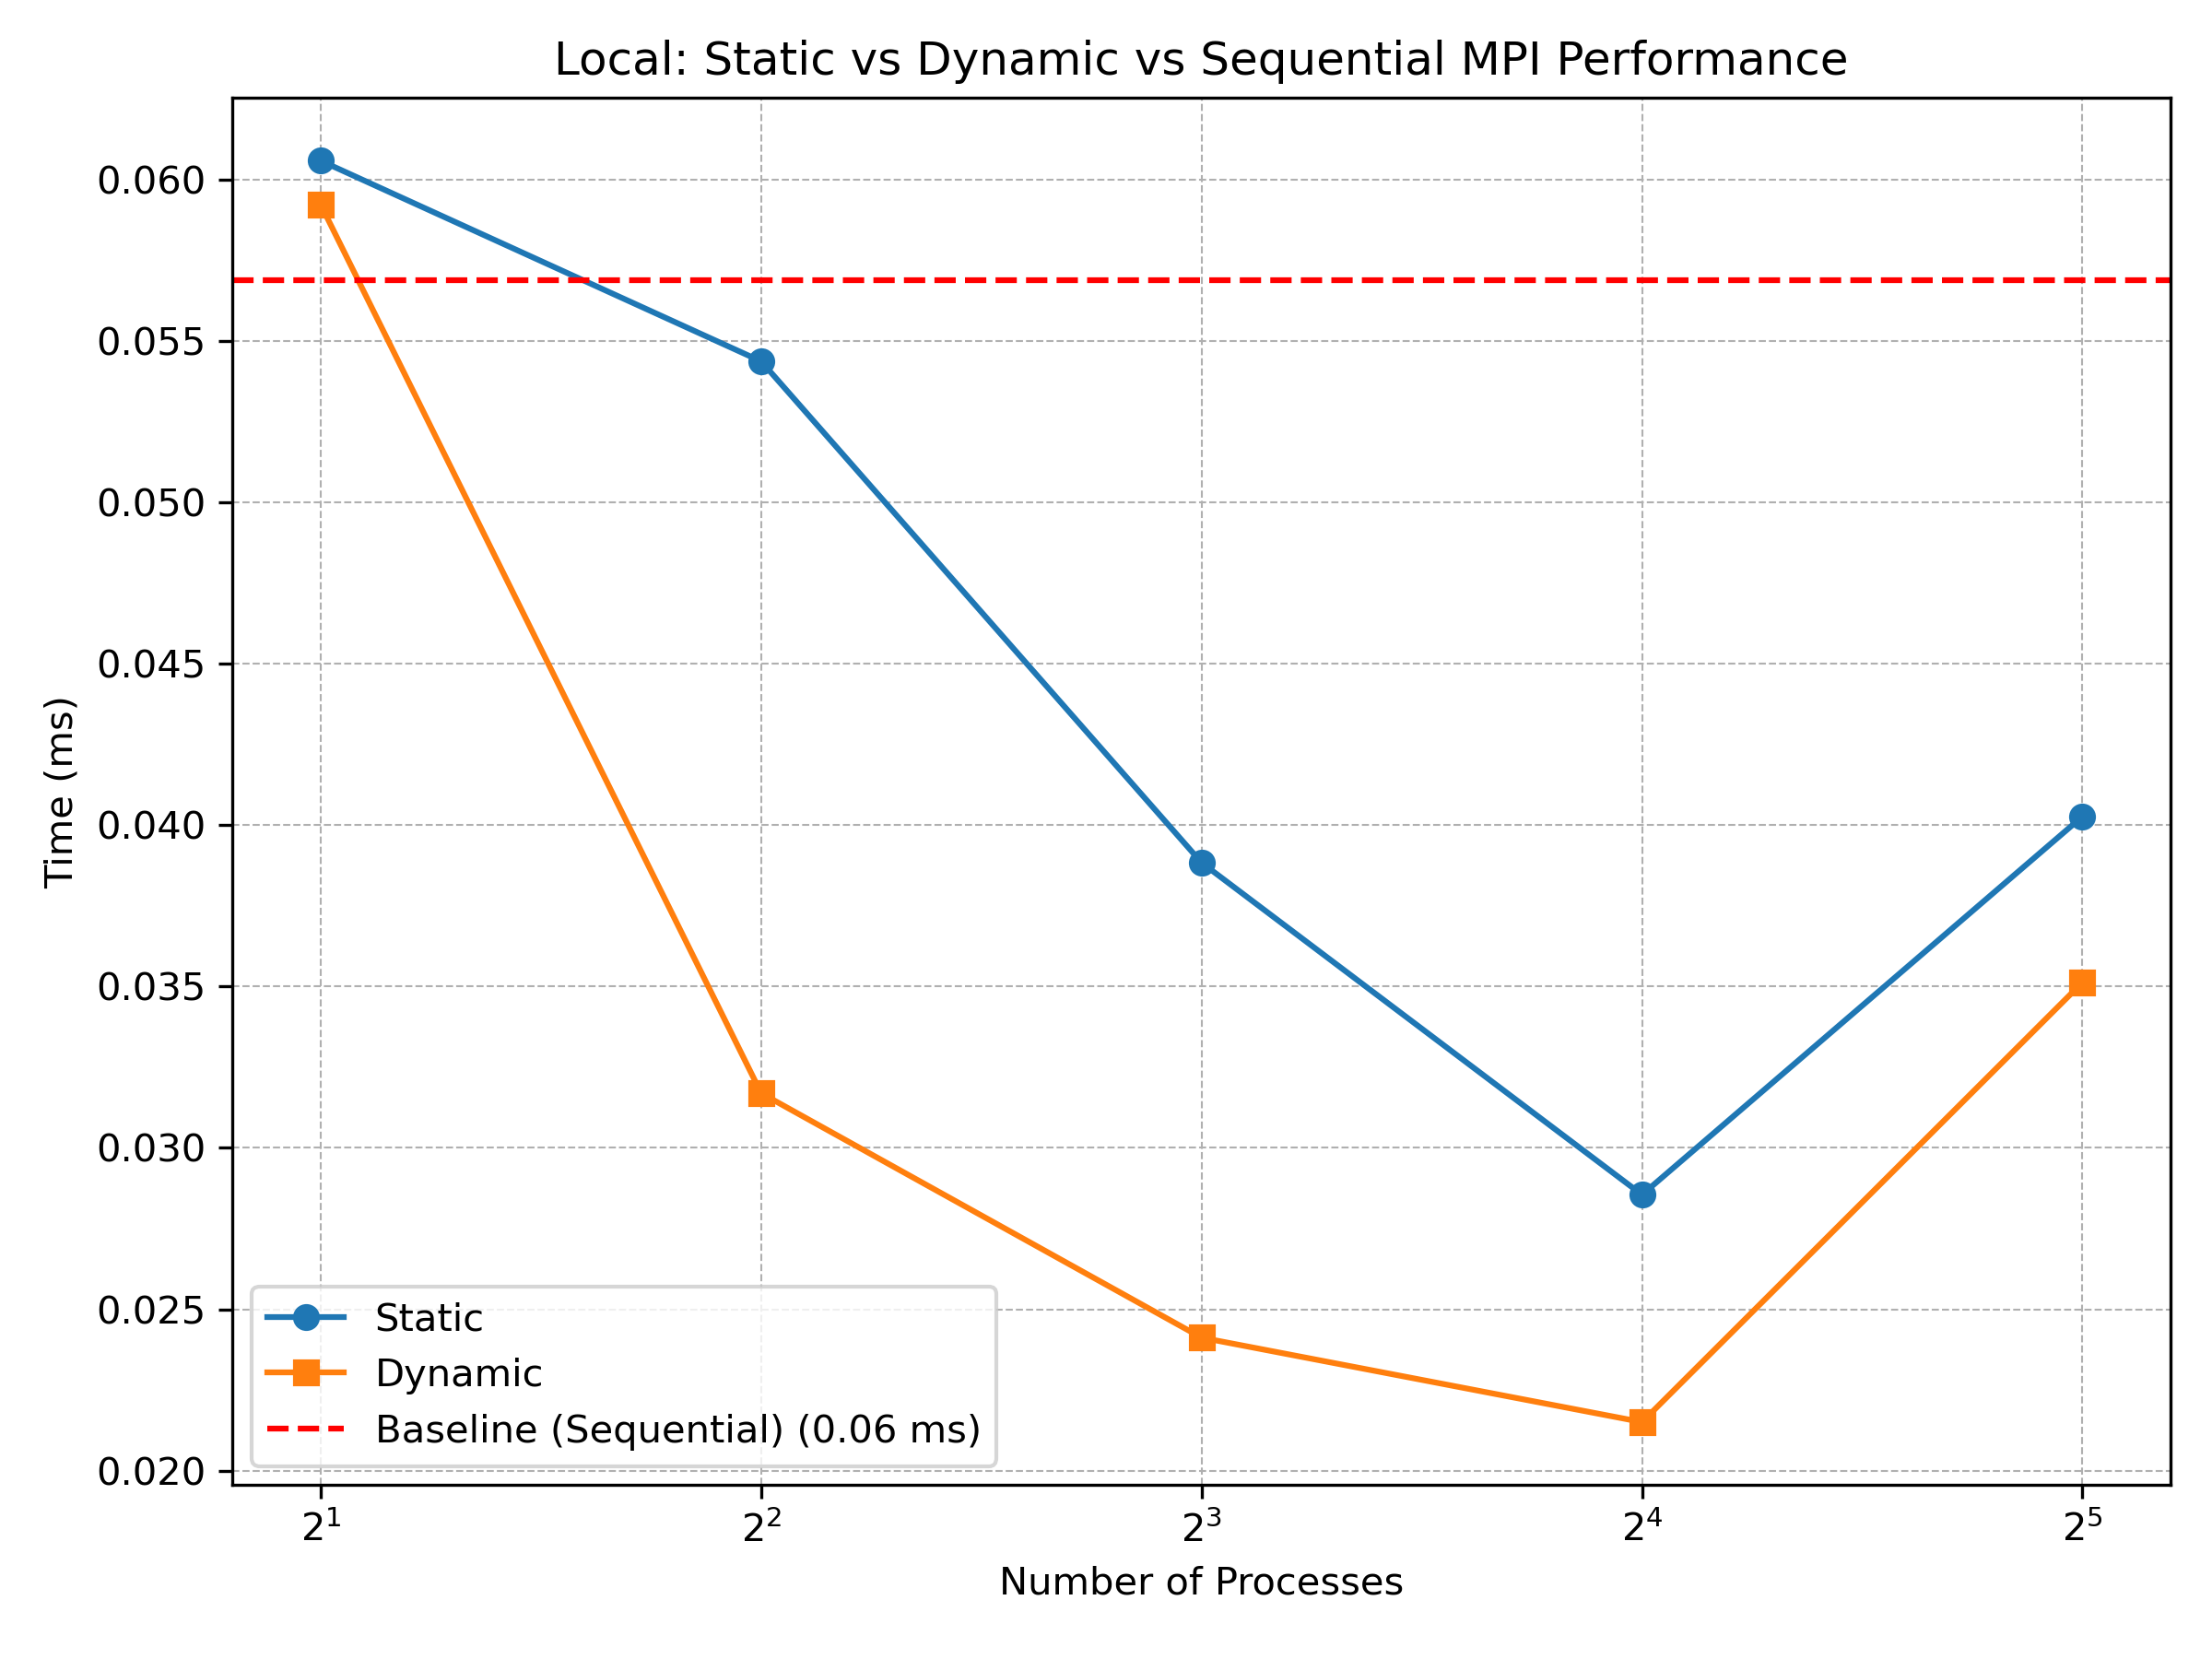 Local: Static vs Dynamic vs Sequential MPI Performance
0.060
0.055
0.050
0.045
0.040
0.035
0.030
0.025
0.020
Time (ms)
Static
Dynamic
Baseline (Sequential) (0.06 ms)
2¹ 2² 2³ 2⁴ 2⁵
Number of Processes